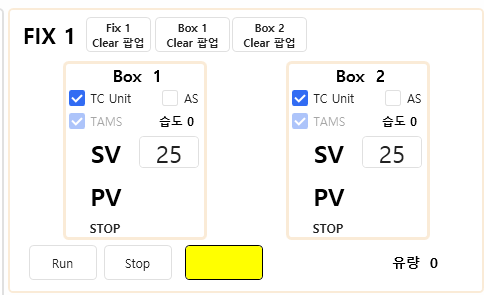 FIX 1
Fix 1
Clear 팝업
Box 1
Clear 팝업
Box 2
Clear 팝업
Box 1
TC Unit
AS
TAMS
습도 0
SV
25
PV
STOP
Box 2
TC Unit
AS
TAMS
습도 0
SV
25
PV
STOP
Run
Stop
유량 0